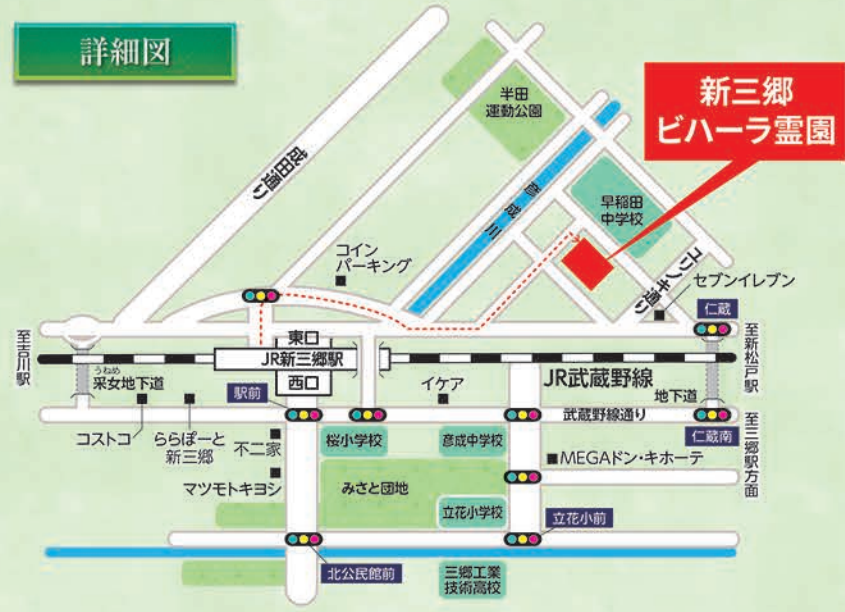 詳細図
新三郷
ビハーラ霊園
半田
運動公園
成田通り
彦成川
早稲田
中学校
コイン
パーキング
ユリノキ通り
セブンイレブン
仁蔵
至吉川駅
東口
JR新三郷駅
西口
至新松戸駅
うねめ
采女地下道
駅前
イケア
JR武蔵野線
地下道
武蔵野線通り
コストコ
ららぽーと
新三郷
不二家
桜小学校
彦成中学校
仁蔵南
至三郷駅方面
マツモトキヨシ
みさと団地
MEGAドン・キホーテ
立花小学校
立花小前
北公民館前
三郷工業
技術高校